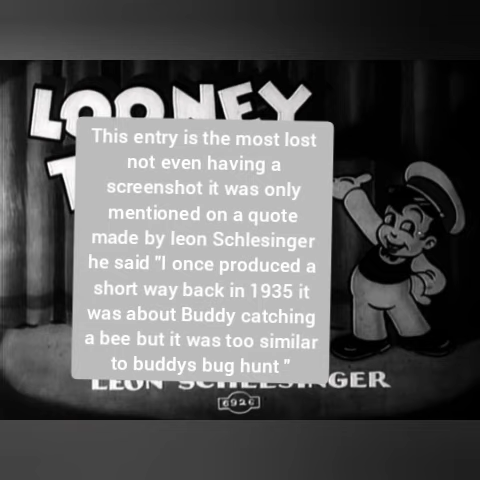 LOONEY
This entry is the most lost
not even having a
screenshot it was only
mentioned on a quote
made by leon Schlesinger
he said "I once produced a
short way back in 1935 it
was about Buddy catching
a bee but it was too similar
to buddys bug hunt "
LEON SCHLESINGER